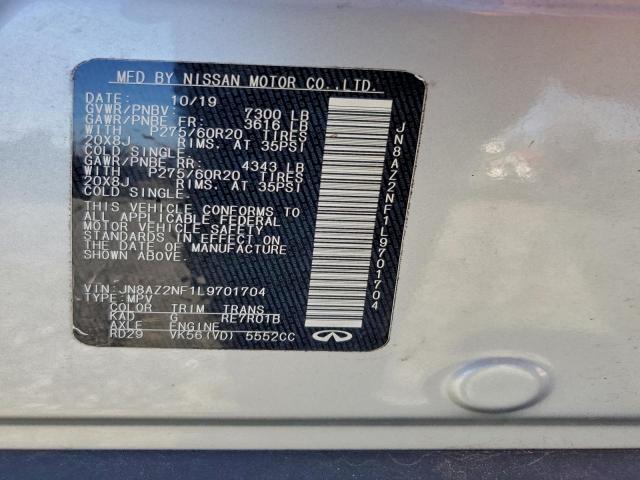 MFD BY NISSAN MOTOR CO.,LTD.
DATE: 10/19
GVWR/PNBV: 7300 LB
GAWR/PNBE FR: 3616 LB
WITH P275/60R20 TIRES
20X8J RIMS. AT 35PSI
COLD SINGLE
GAWR/PNBE RR: 4343 LB
WITH P275/60R20 TIRES
20X8J RIMS. AT 35PSI
COLD SINGLE
THIS VEHICLE CONFORMS TO
ALL APPLICABLE FEDERAL
MOTOR VEHICLE SAFETY
STANDARDS IN EFFECT ON
THE DATE OF MANUFACTURE
SHOWN ABOVE.
VIN:JN8AZ2NF1L9701704
TYPE:MPV
COLOR TRIM TRANS
KAD G RE7R01B
AXLE ENGINE
RD29 VK56(VD) 5552CC
JN8AZ2NF1L9701704